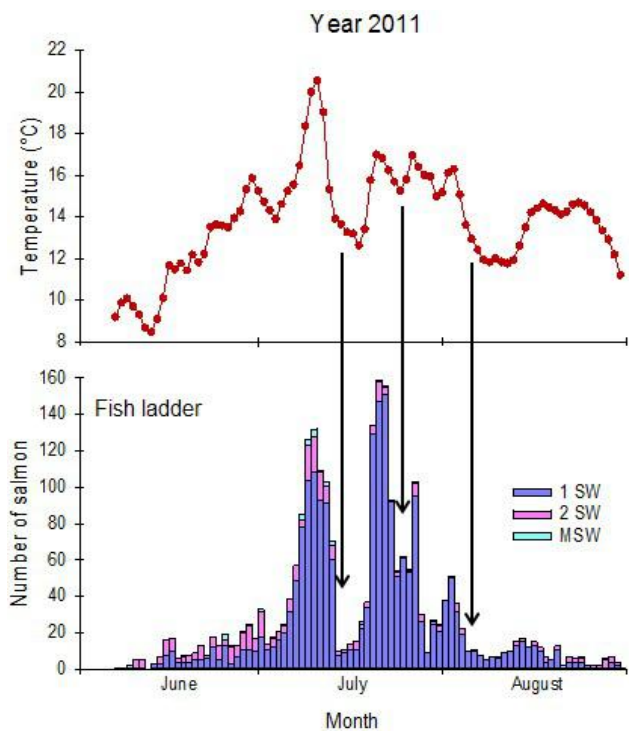 Year 2011
Temperature (°C)
22
20
18
16
14
12
10
8
Number of salmon
160
140
120
100
80
60
40
20
0
Fish ladder
1 SW
2 SW
MSW
June July August
Month